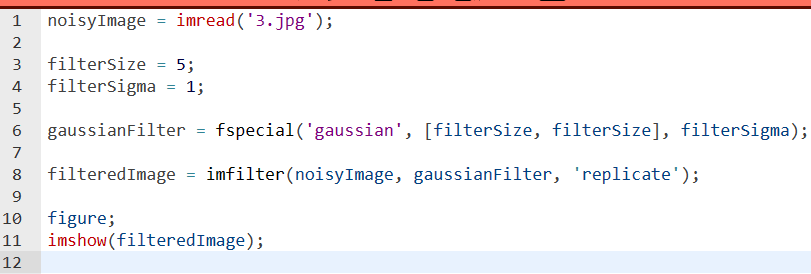 1 noisyImage = imread('3.jpg');
2
3 filterSize = 5;
4 filterSigma = 1;
5
6 gaussianFilter = fspecial('gaussian', [filterSize, filterSize], filterSigma);
7
8 filteredImage = imfilter(noisyImage, gaussianFilter, 'replicate');
9
10 figure;
11 imshow(filteredImage);
12